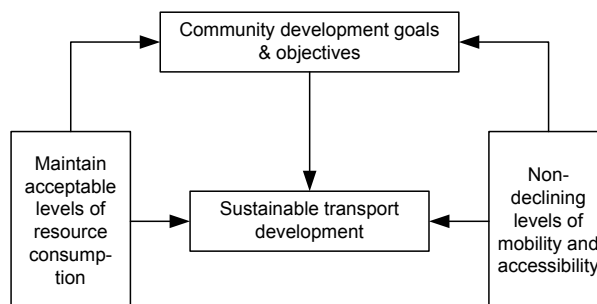 Community development goals
& objectives
Maintain
acceptable
levels of
resource
consump-
tion
Sustainable transport
development
Non-
declining
levels of
mobility and
accessibility